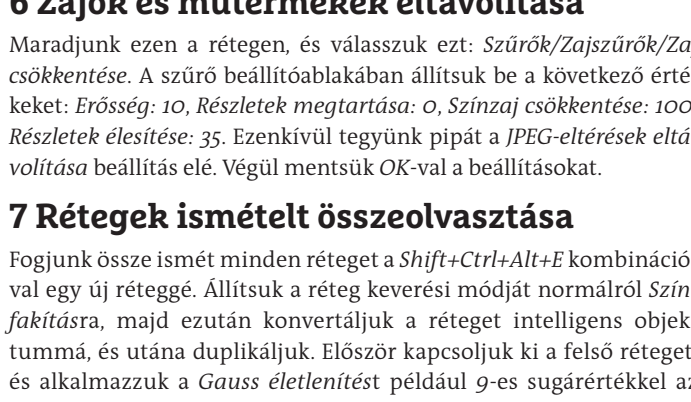 6 Zajok és műtermékek eltávolítása
Maradjunk ezen a rétegen, és válasszuk ezt: Szűrők/Zajszűrők/Zaj
csökkentése. A szűrő beállítóablakában állítsuk be a következő érté
keket: Erősség: 10, Részletek megtartása: 0, Színzaj csökkentése: 100
Részletek élesítése: 35. Ezenkívül tegyünk pipát a JPEG-eltérések eltá
volítása beállítás elé. Végül mentsük OK-val a beállításokat.
7 Rétegek ismételt összeolvasztása
Fogjunk össze ismét minden réteget a Shift+Ctrl+Alt+E kombináció
val egy új réteggé. Állítsuk a réteg keverési módját normálról Szín
fakításra, majd ezután konvertáljuk a réteget intelligens objek
tummá, és utána duplikáljuk. Először kapcsoljuk ki a felső réteget
és alkalmazzuk a Gauss életlenítést például 9-es sugárértékkel az